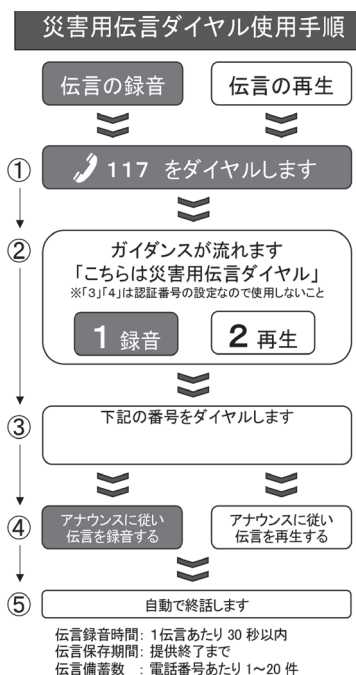 災害用伝言ダイヤル使用手順
伝言の録音
伝言の再生
① 117 をダイヤルします
② ガイダンスが流れます
「こちらは災害用伝言ダイヤル」
※「3」「4」は認証番号の設定なので使用しないこと
1 録音
2 再生
③ 下記の番号をダイヤルします
④ アナウンスに従い
伝言を録音する
アナウンスに従い
伝言を再生する
⑤ 自動で終話します
伝言録音時間: 1伝言あたり 30 秒以内
伝言保存期間: 提供終了まで
伝言備蓄数 : 電話番号あたり 1~20 件